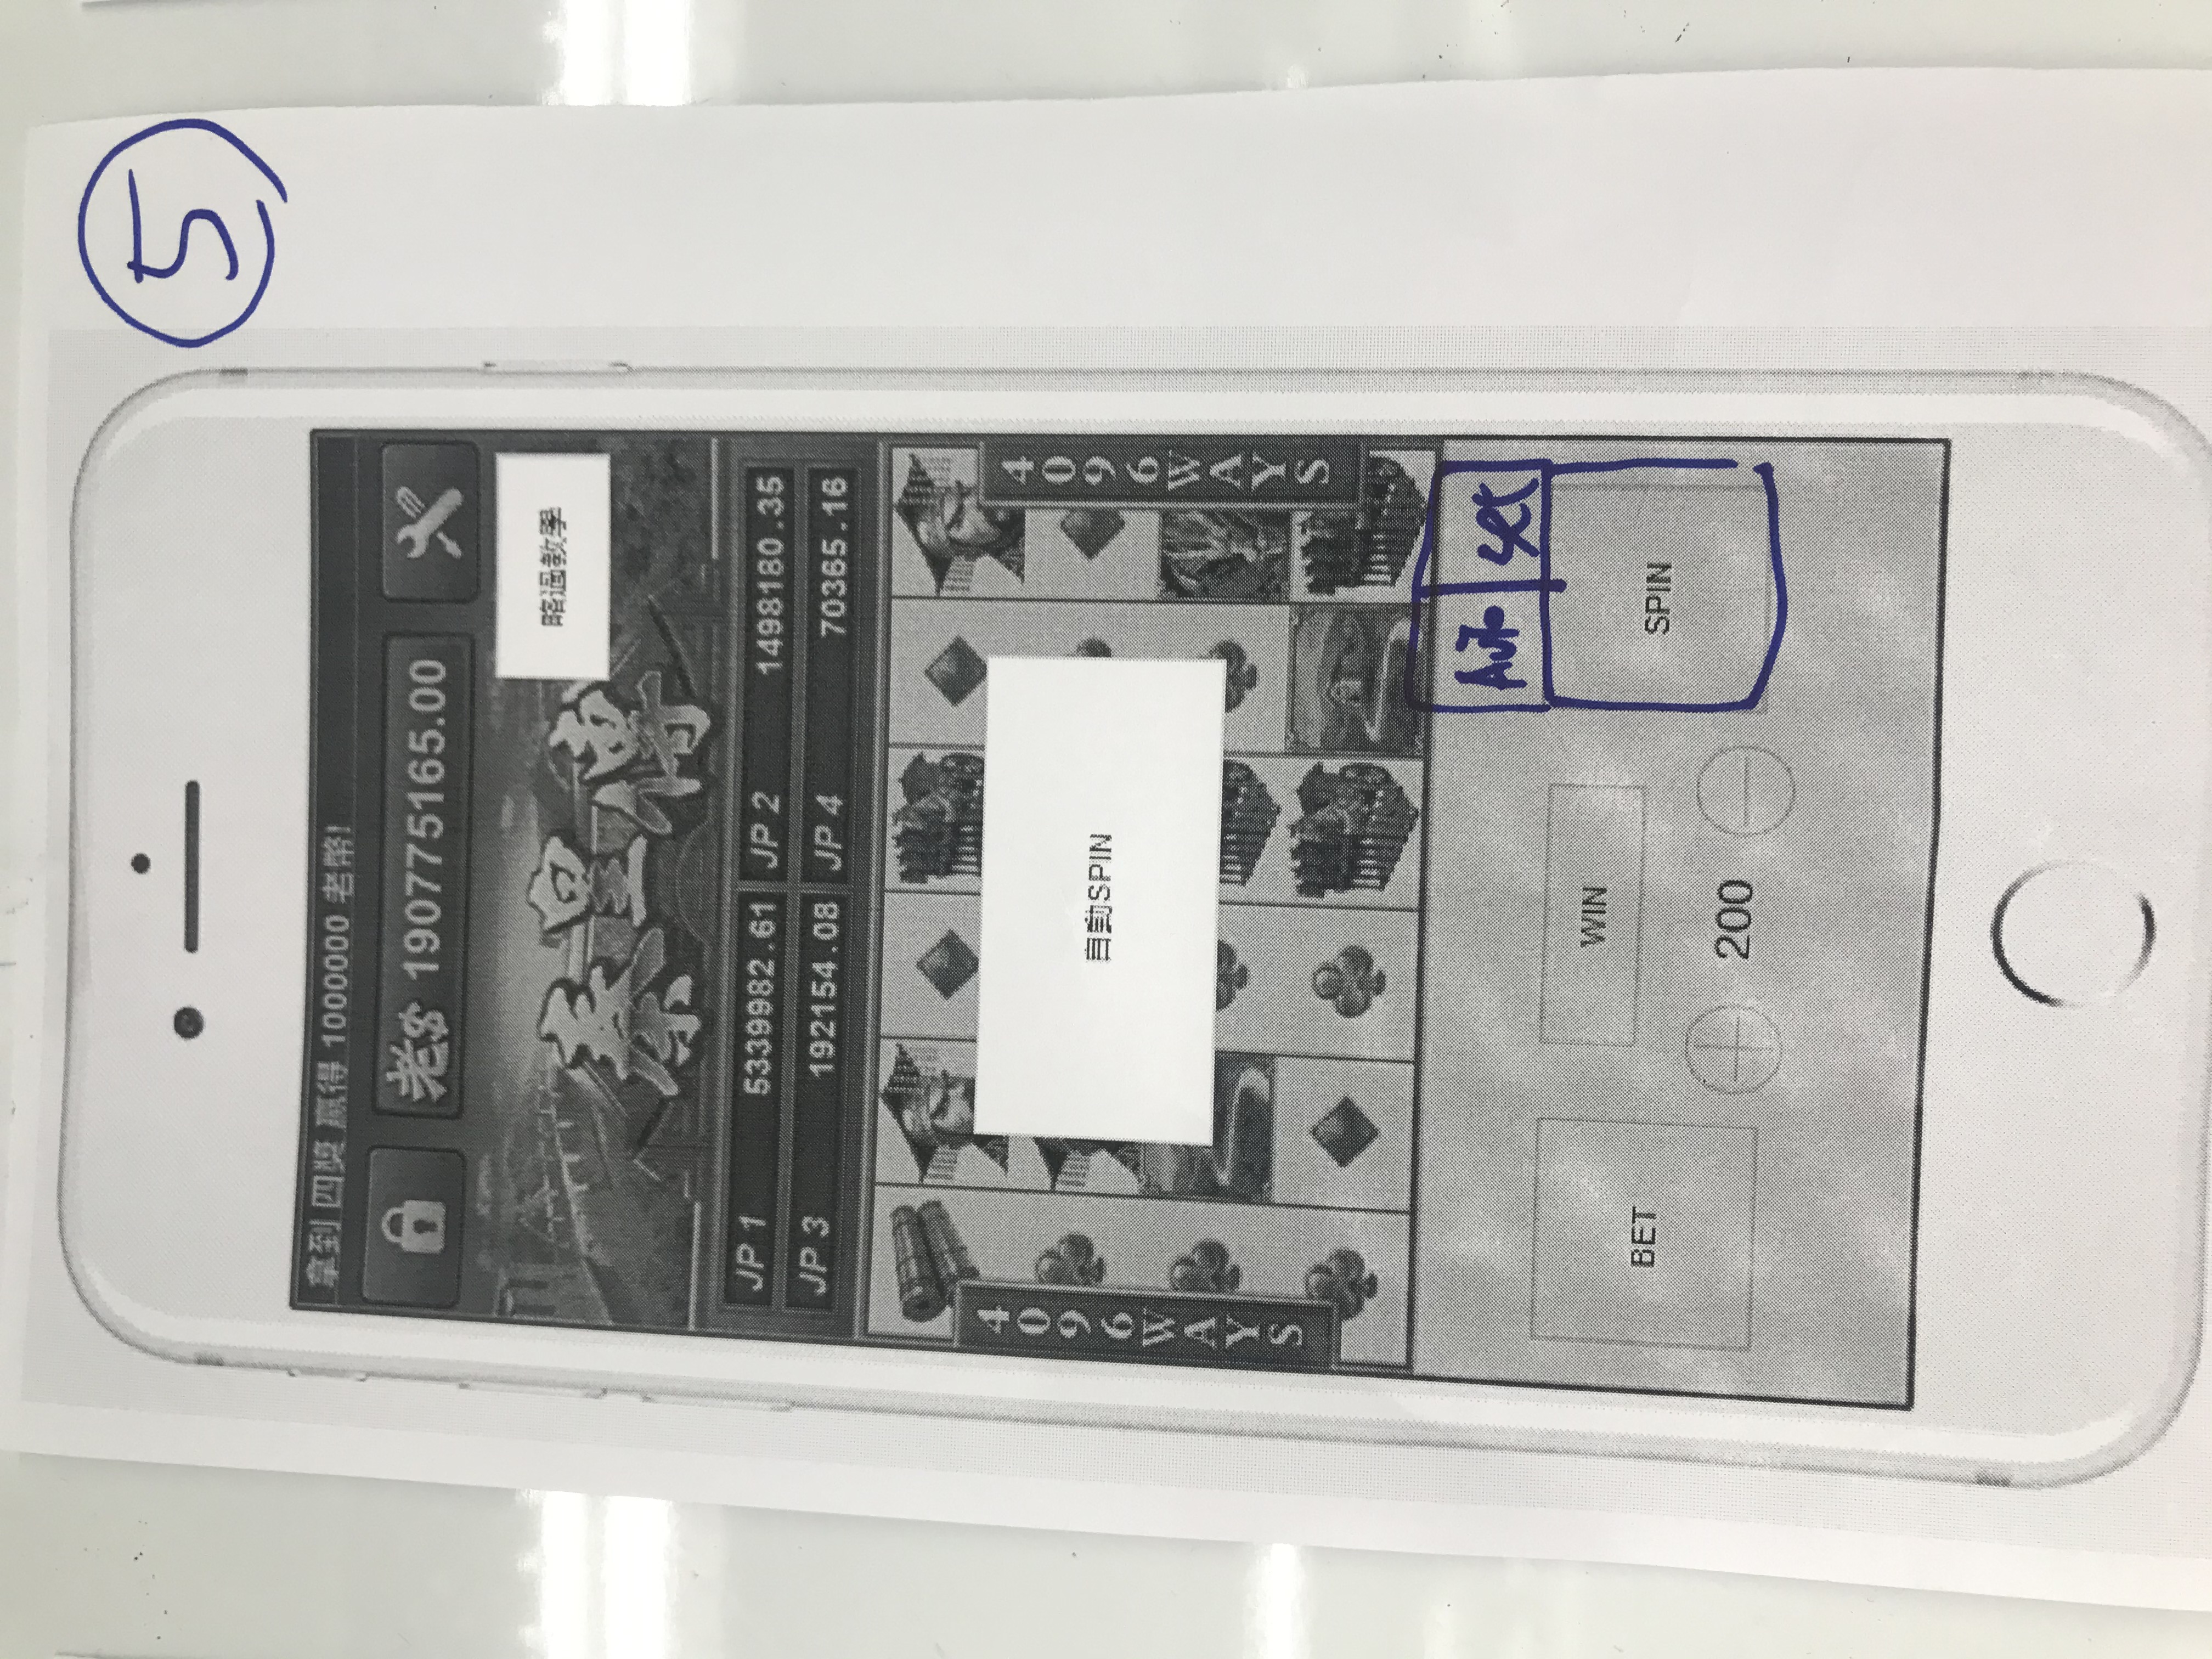 5
拿到 四獎 贏得 1000000 老幣!
老$ 190775165.00
略過教學
秦皇傳
JP 1 5339982.61 JP 2 1498180.35
JP 3 192154.08 JP 4 70365.16
4096WAYS
自動SPIN
4096WAYS
Auto set
BET
WIN
SPIN
200